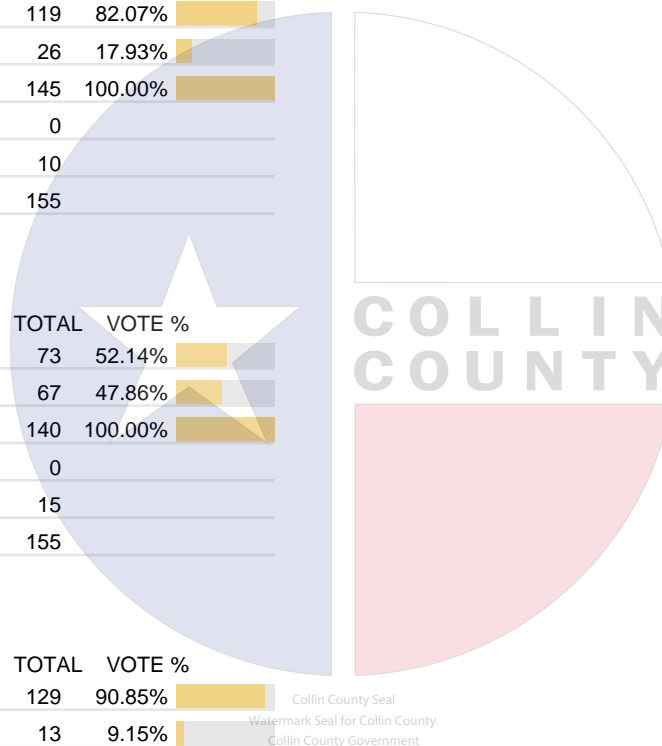 119 82.07%
26 17.93%
145 100.00%
0
10
155
TOTAL VOTE %
73 52.14%
67 47.86%
140 100.00%
0
15
155
COLLIN
COUNTY
TOTAL VOTE %
129 90.85%
13 9.15%
Collin County Seal
Watermark Seal for Collin County.
Collin County Government